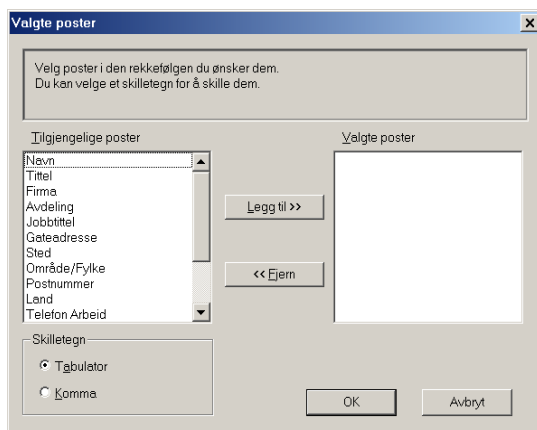 Valgte poster
Velg poster i den rekkefølgen du ønsker dem.
Du kan velge et skilletegn for å skille dem.
Tilgjengelige poster
Valgte poster
Navn
Tittel
Firma
Avdeling
Jobbtittel
Gateadresse
Sted
Område/Fylke
Postnummer
Land
Telefon Arbeid
Legg til >>
<< Fjern
Skilletegn
Tabulator
Komma
OK
Avbryt